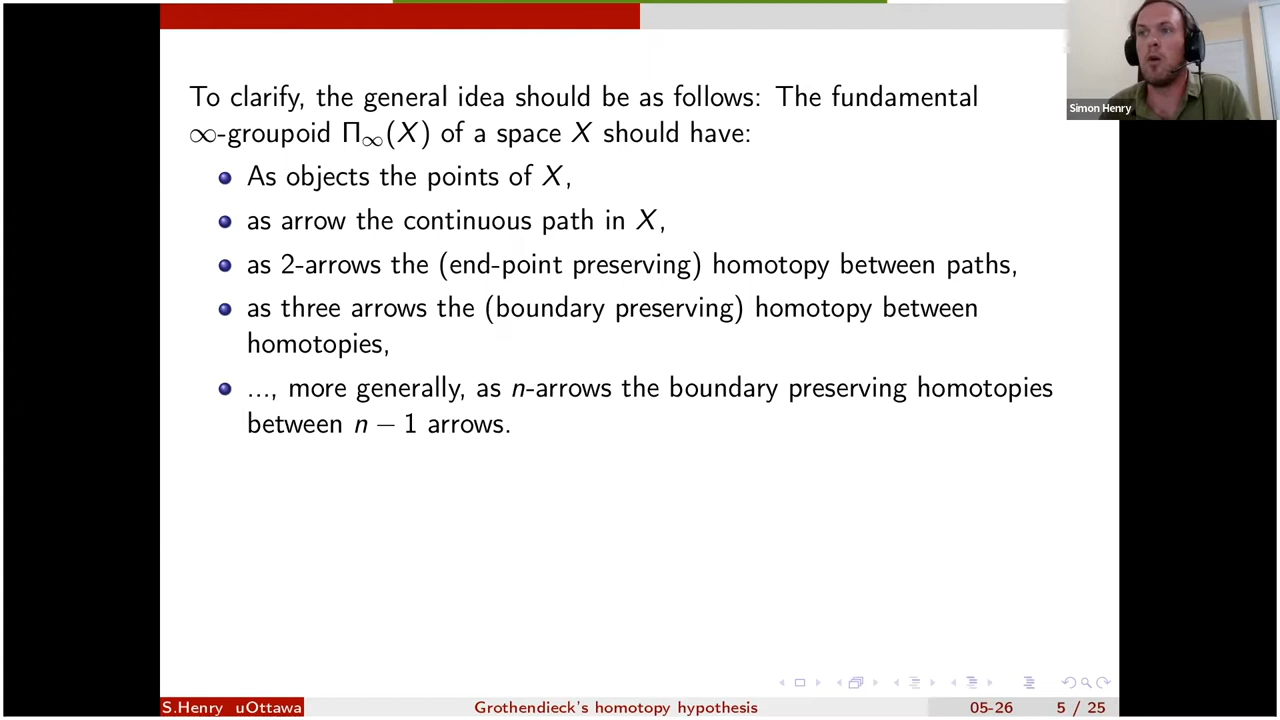 To clarify, the general idea should be as follows: The fundamental
∞-groupoid Π∞(X) of a space X should have:
As objects the points of X,
as arrow the continuous path in X,
as 2-arrows the (end-point preserving) homotopy between paths,
as three arrows the (boundary preserving) homotopy between
homotopies,
..., more generally, as n-arrows the boundary preserving homotopies
between n − 1 arrows.
Simon Henry
S.Henry uOttawa
Grothendieck's homotopy hypothesis
05-26
5 / 25